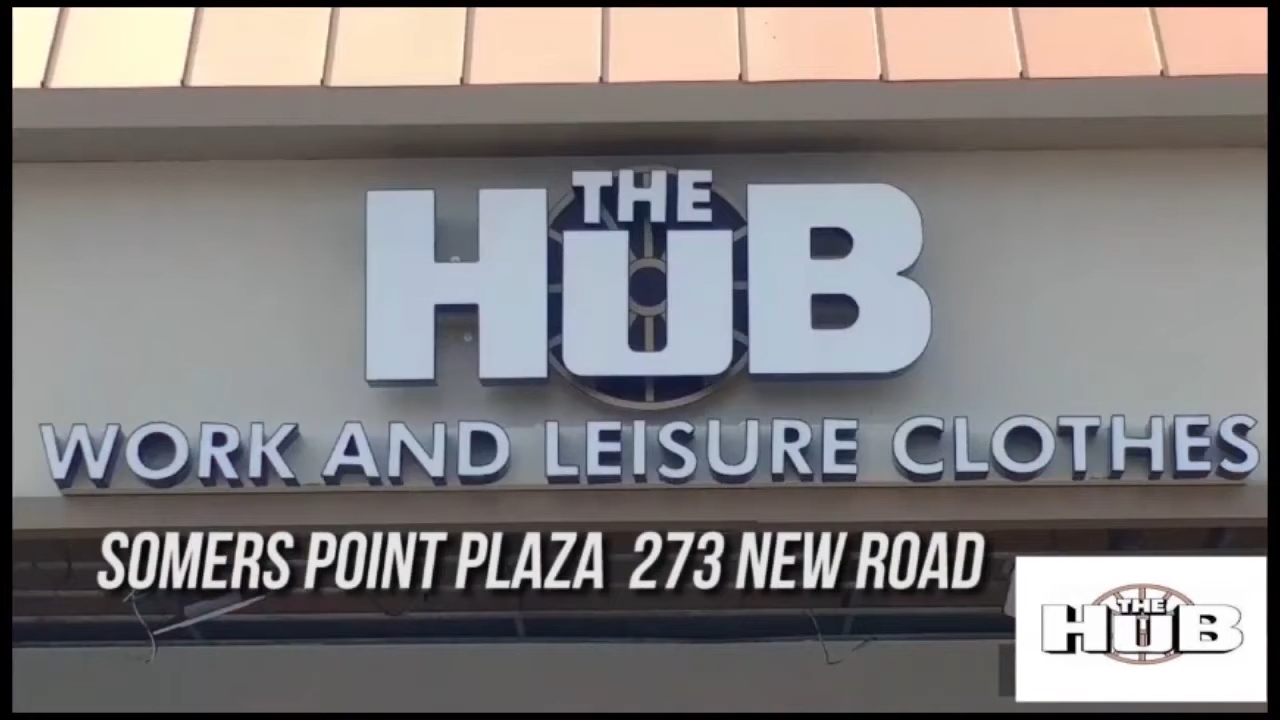 THE
HUB
WORK AND LEISURE CLOTHES
SOMERS POINT PLAZA 273 NEW ROAD
THE
HUB